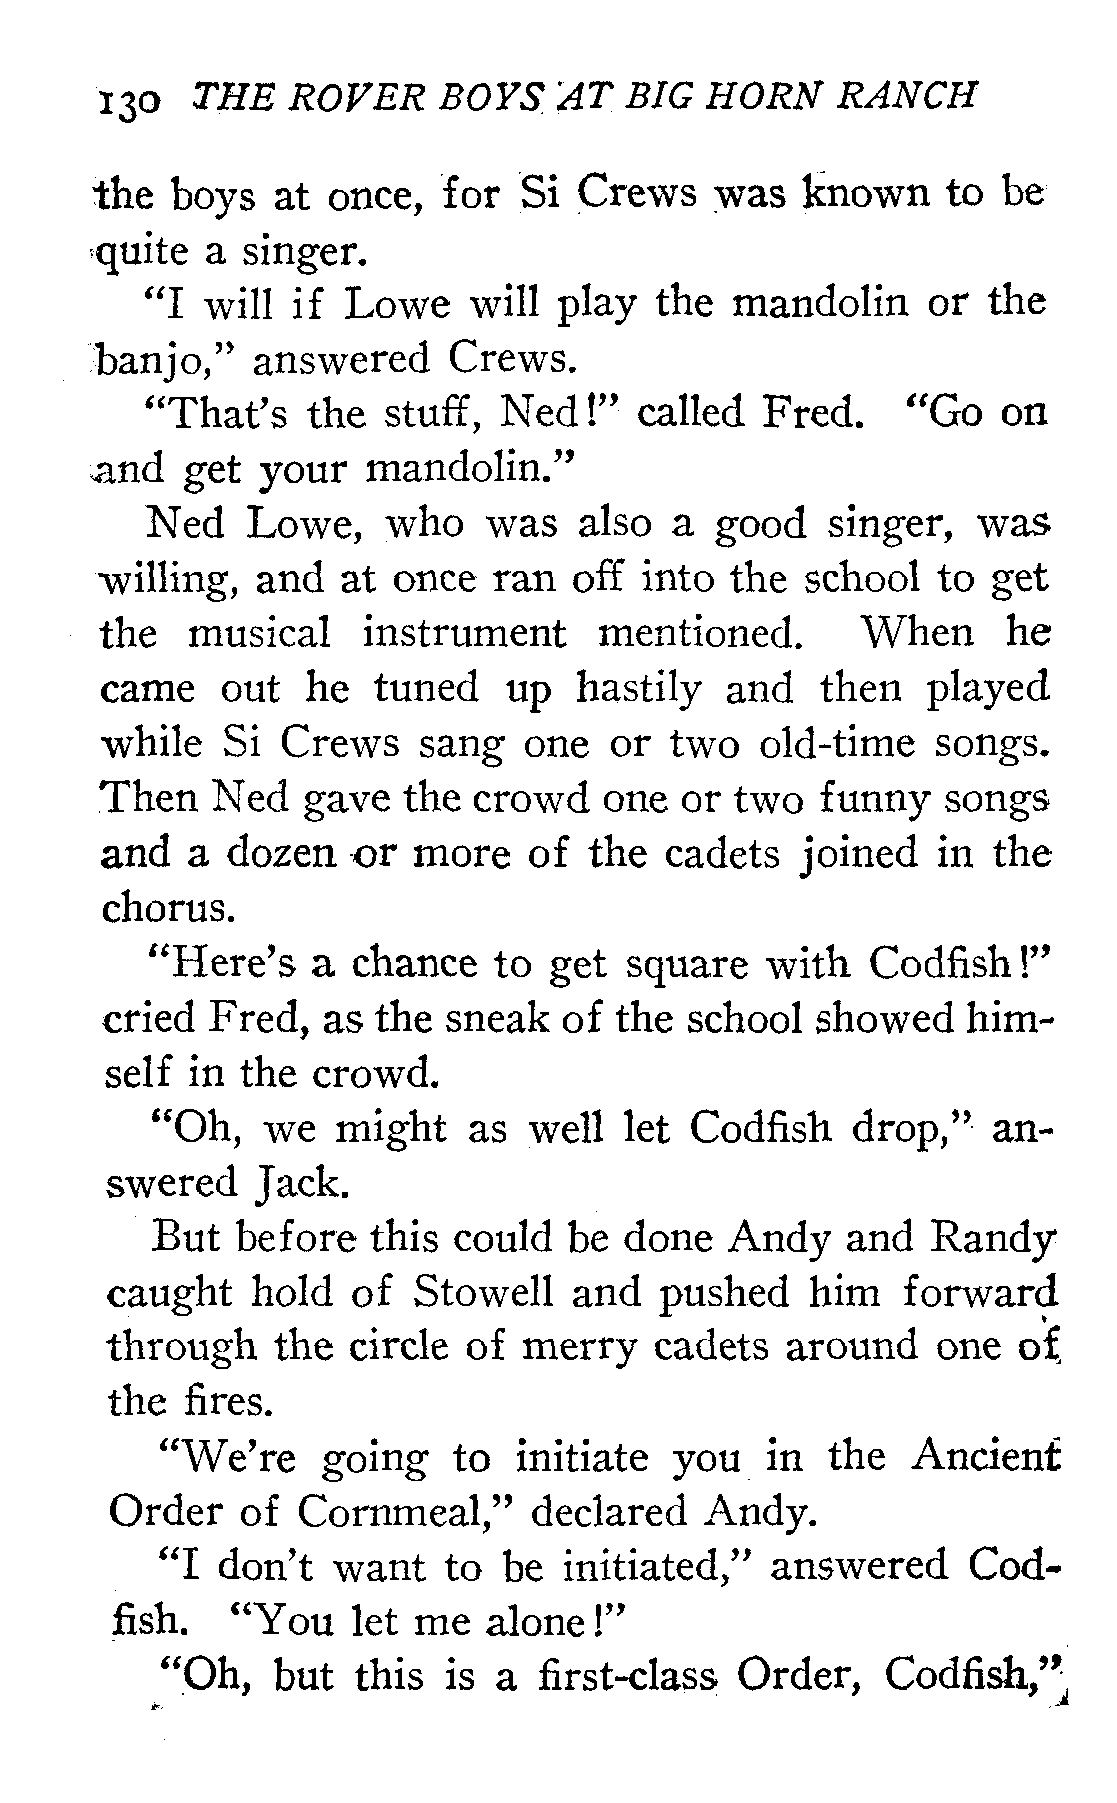 130 THE ROVER BOYS AT BIG HORN RANCH
the boys at once, for Si Crews was known to be
quite a singer.
“I will if Lowe will play the mandolin or the
banjo,” answered Crews.
“That’s the stuff, Ned!” called Fred. “Go on
and get your mandolin.”
Ned Lowe, who was also a good singer, was
willing, and at once ran off into the school to get
the musical instrument mentioned. When he
came out he tuned up hastily and then played
while Si Crews sang one or two old-time songs.
Then Ned gave the crowd one or two funny songs
and a dozen or more of the cadets joined in the
chorus.
“Here’s a chance to get square with Codfish!”
cried Fred, as the sneak of the school showed him-
self in the crowd.
“Oh, we might as well let Codfish drop,” an-
swered Jack.
But before this could be done Andy and Randy
caught hold of Stowell and pushed him forward
through the circle of merry cadets around one of
the fires.
“We’re going to initiate you in the Ancient
Order of Cornmeal,” declared Andy.
“I don’t want to be initiated,” answered Cod-
fish. “You let me alone!”
“Oh, but this is a first-class Order, Codfish,”